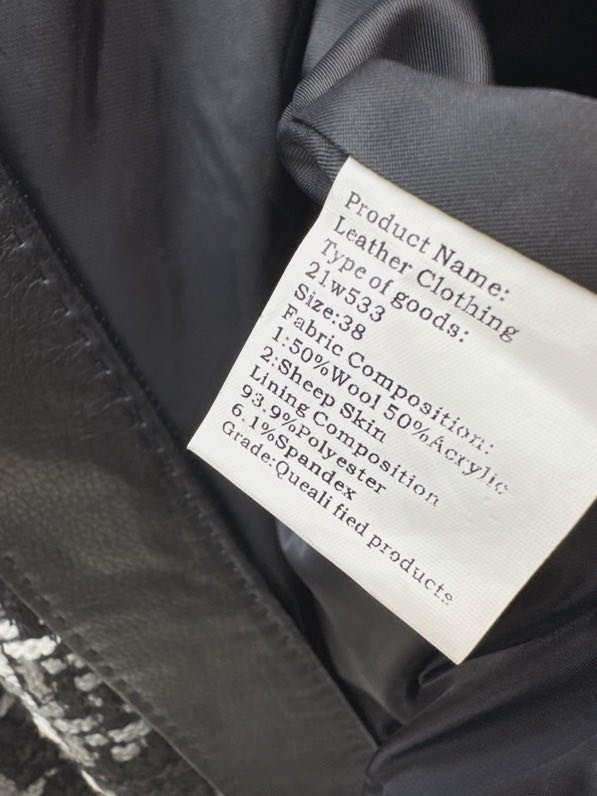 Product Name:
Leather Clothing
Type of goods:
21w533
Size:38
Fabric Composition:
1:50%Wool 50%Acrylic
2:Sheep Skin
Lining Composition
93.9%Polyester
6.1%Spandex
Grade:Queali fied products